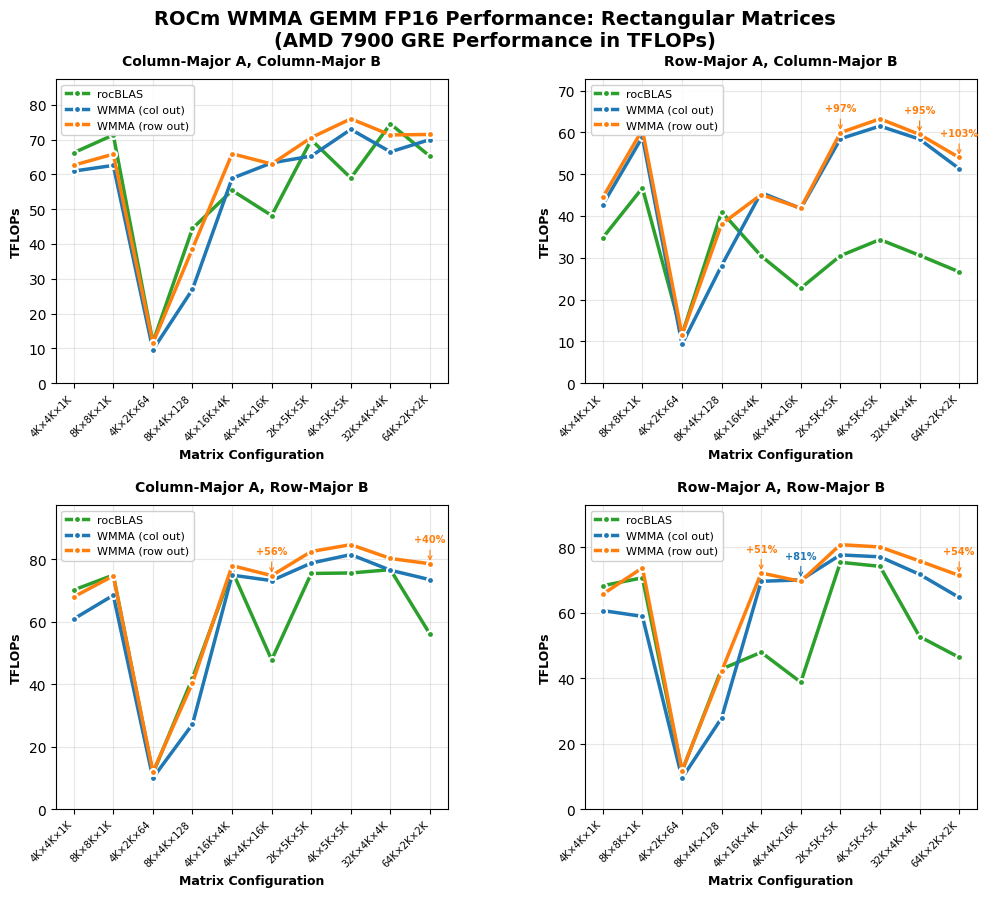 ROCm WMMA GEMM FP16 Performance: Rectangular Matrices
(AMD 7900 GRE Performance in TFLOPs)
Column-Major A, Column-Major B
TFLOPs
80
70
60
50
40
30
20
10
0
rocBLAS
WMMA (col out)
WMMA (row out)
4K×4K×1K
8K×8K×1K
4K×2K×64
8K×4K×128
4K×16K×4K
4K×4K×16K
2K×5K×5K
4K×5K×5K
32K×4K×4K
64K×2K×2K
Matrix Configuration
Row-Major A, Column-Major B
TFLOPs
70
60
50
40
30
20
10
0
rocBLAS
WMMA (col out)
WMMA (row out)
+97%
+95%
+103%
4K×4K×1K
8K×8K×1K
4K×2K×64
8K×4K×128
4K×16K×4K
4K×4K×16K
2K×5K×5K
4K×5K×5K
32K×4K×4K
64K×2K×2K
Matrix Configuration
Column-Major A, Row-Major B
TFLOPs
80
60
40
20
0
rocBLAS
WMMA (col out)
WMMA (row out)
+56%
+40%
4K×4K×1K
8K×8K×1K
4K×2K×64
8K×4K×128
4K×16K×4K
4K×4K×16K
2K×5K×5K
4K×5K×5K
32K×4K×4K
64K×2K×2K
Matrix Configuration
Row-Major A, Row-Major B
TFLOPs
80
60
40
20
0
rocBLAS
WMMA (col out)
WMMA (row out)
+51%
+81%
+54%
4K×4K×1K
8K×8K×1K
4K×2K×64
8K×4K×128
4K×16K×4K
4K×4K×16K
2K×5K×5K
4K×5K×5K
32K×4K×4K
64K×2K×2K
Matrix Configuration